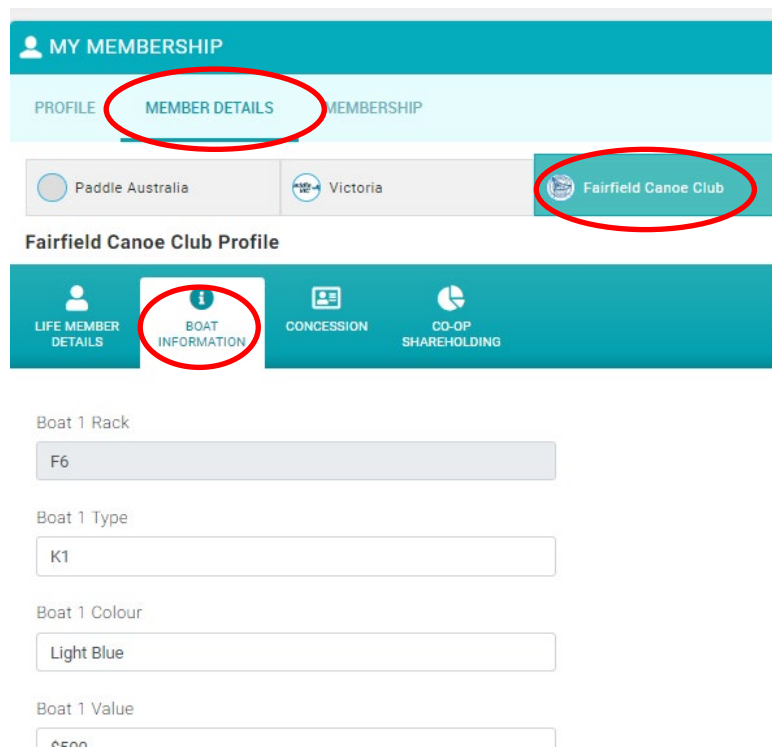 MY MEMBERSHIP
PROFILE MEMBER DETAILS MEMBERSHIP
Paddle Australia Victoria Fairfield Canoe Club
Fairfield Canoe Club Profile
LIFE MEMBER DETAILS
BOAT INFORMATION
CONCESSION
CO-OP SHAREHOLDING
Boat 1 Rack
F6
Boat 1 Type
K1
Boat 1 Colour
Light Blue
Boat 1 Value
$500